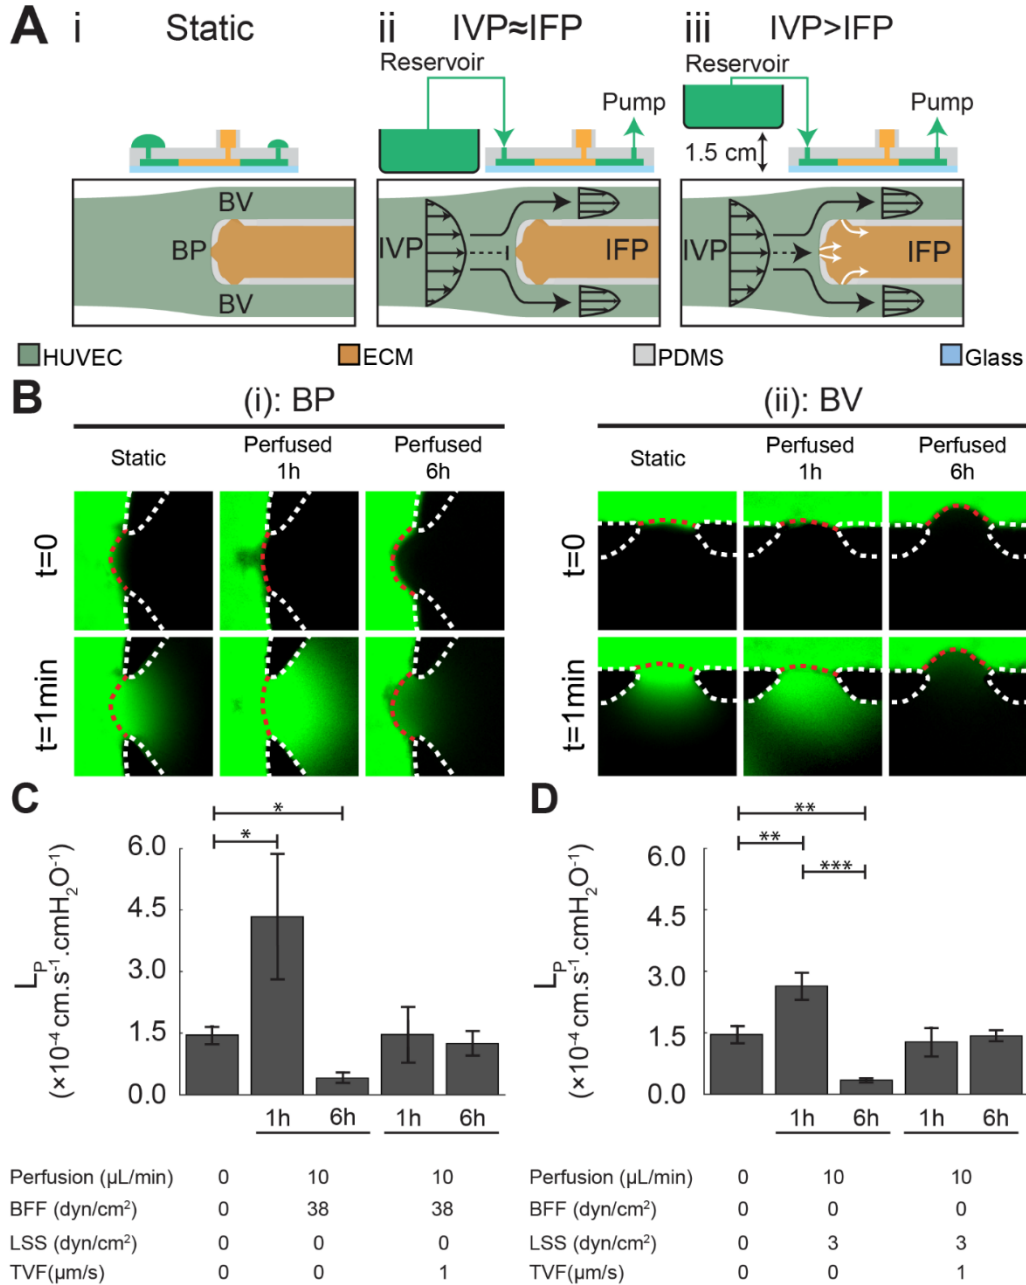 A i Static ii IVP≈IFP iii IVP>IFP
Reservoir
Pump
Reservoir
Pump
1.5 cm
BV
BP
BV
IVP
IFP
IVP
IFP
HUVEC ECM PDMS Glass
B (i): BP (ii): BV
Static Perfused 1h Perfused 6h
Static Perfused 1h Perfused 6h
t=0
t=0
t=1min
t=1min
C
* 
*
6.0
4.5
3.0
1.5
0.0
Lₚ
(×10⁻⁴ cm.s⁻¹.cmH₂O⁻¹)
1h 6h 1h 6h
Perfusion (µL/min) 0 10 10
BFF (dyn/cm²) 0 38 38
LSS (dyn/cm²) 0 0 0
TVF(µm/s) 0 0 1
D
**
**
***
6.0
4.5
3.0
1.5
0.0
Lₚ
(×10⁻⁴ cm.s⁻¹.cmH₂O⁻¹)
1h 6h 1h 6h
Perfusion (µL/min) 0 10 10
BFF (dyn/cm²) 0 0 0
LSS (dyn/cm²) 0 3 3
TVF(µm/s) 0 0 1